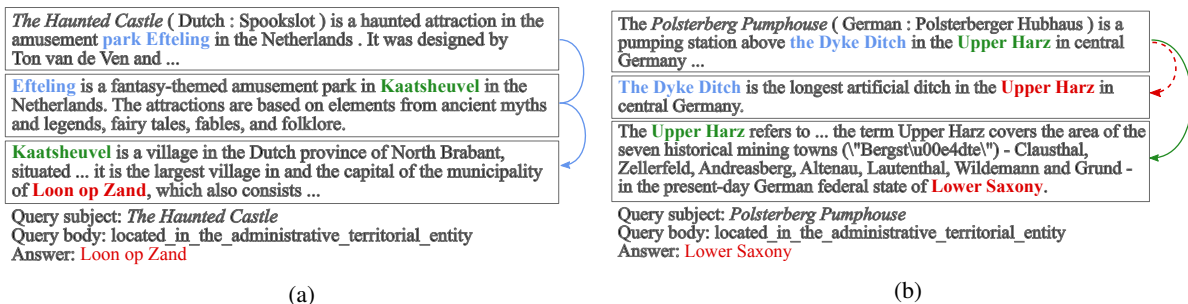 The Haunted Castle ( Dutch : Spookslot ) is a haunted attraction in the
amusement park Efteling in the Netherlands . It was designed by
Ton van de Ven and ...
Efteling is a fantasy-themed amusement park in Kaatsheuvel in the
Netherlands. The attractions are based on elements from ancient myths
and legends, fairy tales, fables, and folklore.
Kaatsheuvel is a village in the Dutch province of North Brabant,
situated ... it is the largest village in and the capital of the municipality
of Loon op Zand, which also consists ...
Query subject: The Haunted Castle
Query body: located_in_the_administrative_territorial_entity
Answer: Loon op Zand
(a)
The Polsterberg Pumphouse ( German : Polsterberger Hubhaus ) is a
pumping station above the Dyke Ditch in the Upper Harz in central
Germany ...
The Dyke Ditch is the longest artificial ditch in the Upper Harz in
central Germany.
The Upper Harz refers to ... the term Upper Harz covers the area of the
seven historical mining towns (\"Bergst\u00e4dte\") - Clausthal,
Zellerfeld, Andreasberg, Altenau, Lautenthal, Wildemann and Grund -
in the present-day German federal state of Lower Saxony.
Query subject: Polsterberg Pumphouse
Query body: located_in_the_administrative_territorial_entity
Answer: Lower Saxony
(b)